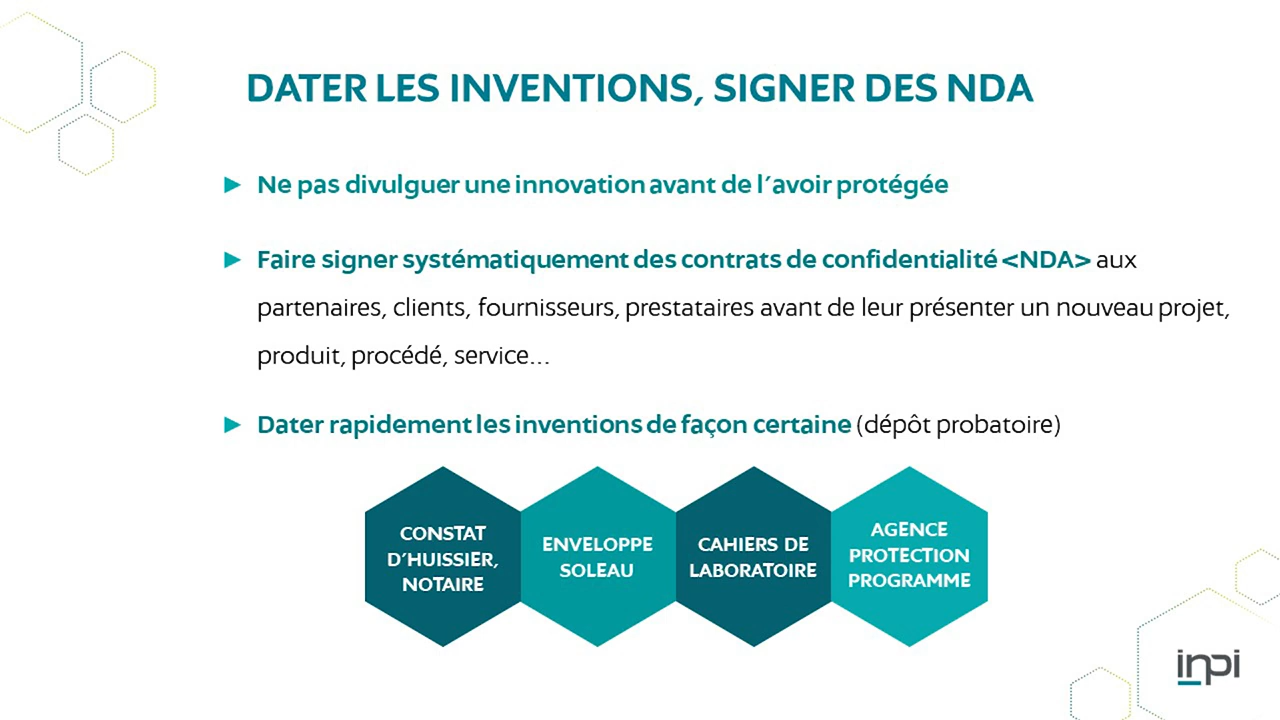 DATER LES INVENTIONS, SIGNER DES NDA
► Ne pas divulguer une innovation avant de l'avoir protégée
► Faire signer systématiquement des contrats de confidentialité <NDA> aux
partenaires, clients, fournisseurs, prestataires avant de leur présenter un nouveau projet,
produit, procédé, service...
► Dater rapidement les inventions de façon certaine (dépôt probatoire)
CONSTAT
D'HUISSIER,
NOTAIRE
ENVELOPPE
SOLEAU
CAHIERS DE
LABORATOIRE
AGENCE
PROTECTION
PROGRAMME
inpi